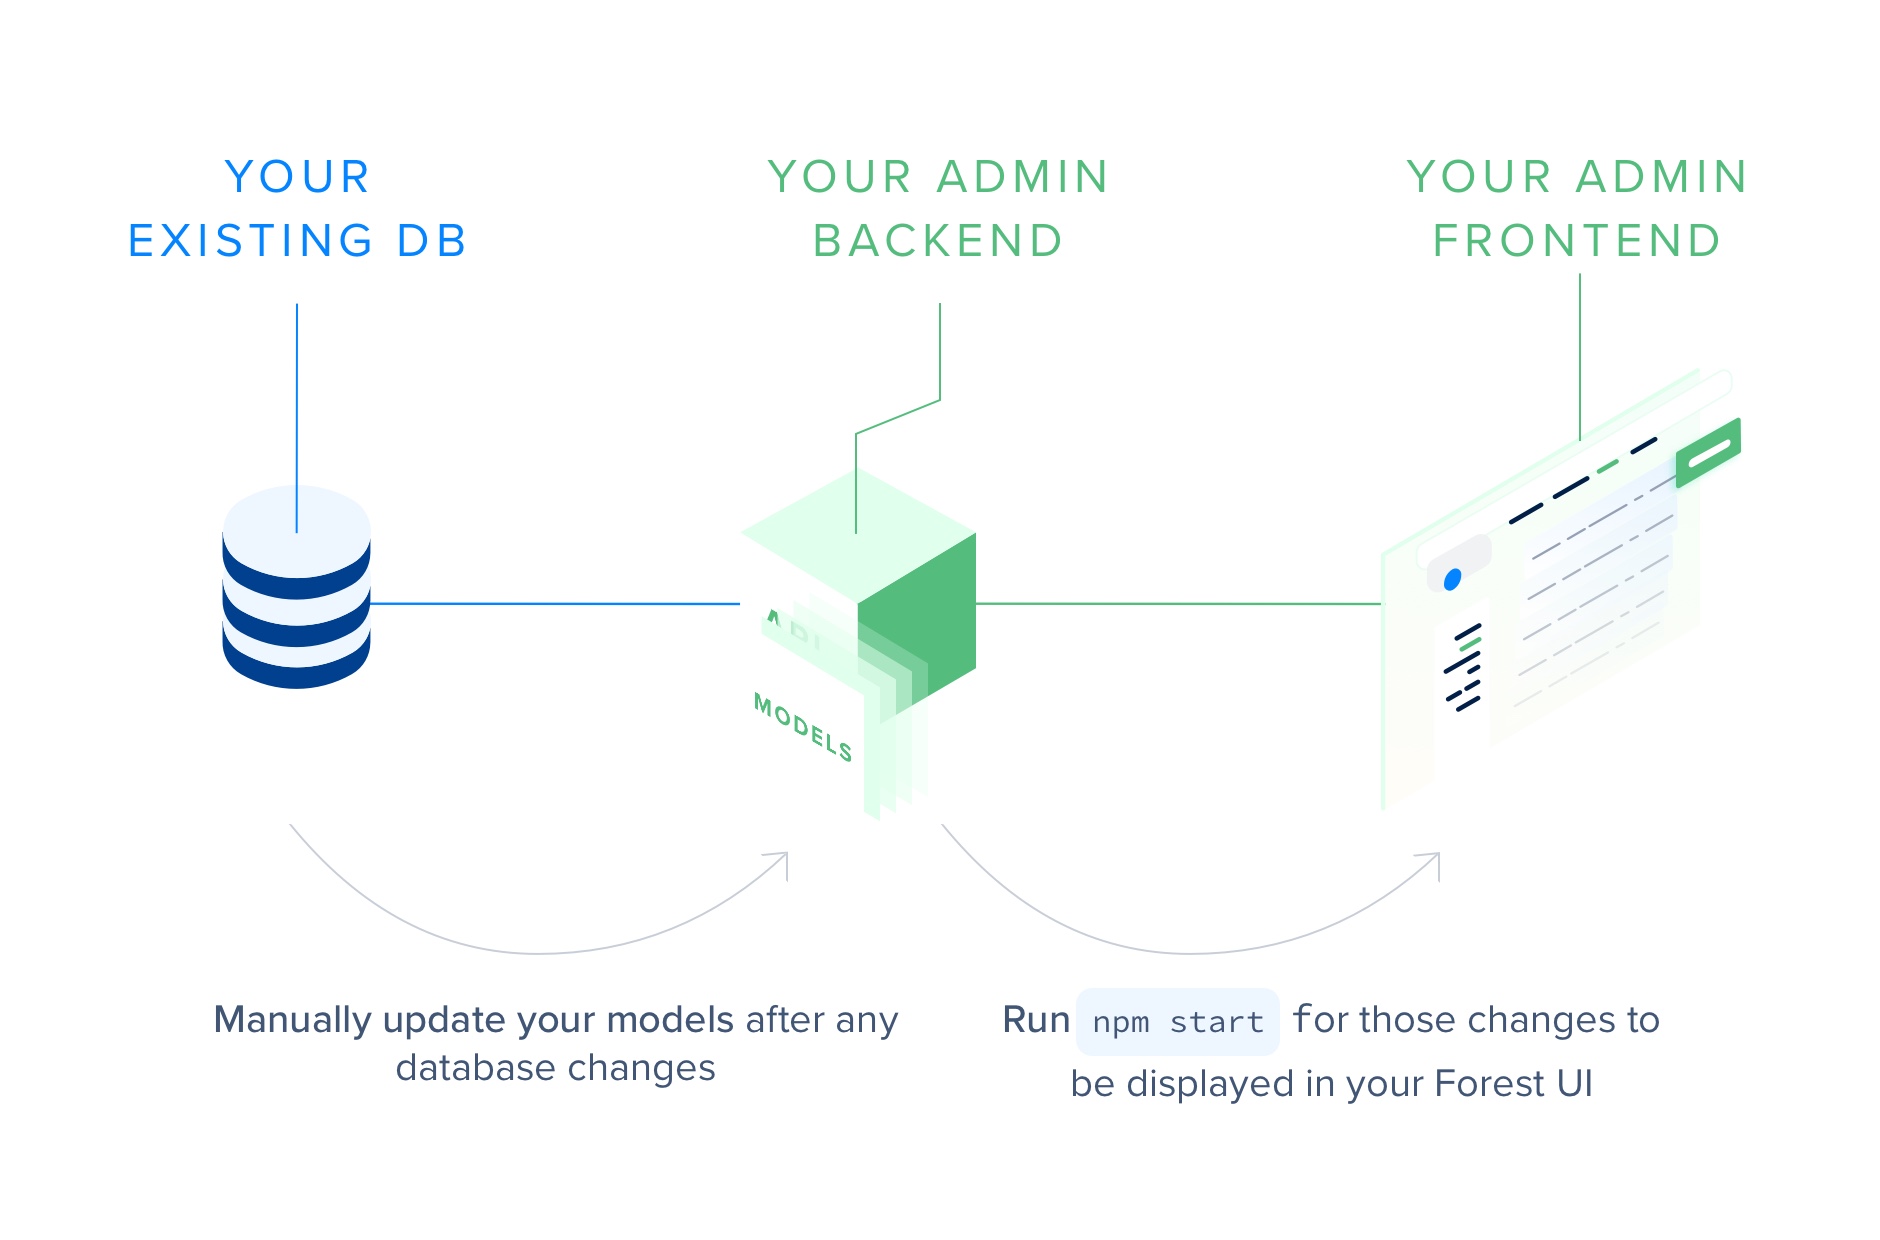 YOUR
EXISTING DB
YOUR ADMIN
BACKEND
YOUR ADMIN
FRONTEND
MODELS
Manually update your models after any
database changes
Run npm start for those changes to
be displayed in your Forest UI